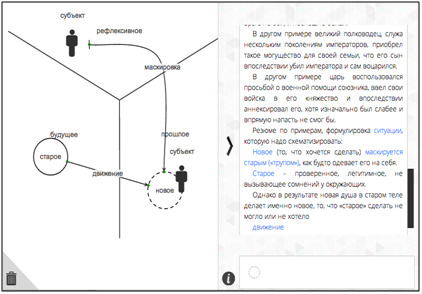 субъект
рефлексивное
маскировка
будущее
прошлое
субъект
старое
движение
новое
В другом примере великий полководец, служа
нескольким поколениям императоров, приобрел
такое могущество для своей семьи, что его сын
впоследствии убил императора и сам воцарился.
В другом примере царь воспользовался
просьбой о военной помощи союзника, ввел свои
войска в его княжество и впоследствии
аннексировал его, хотя изначально был слабее и
впрямую напасть не смог бы.
Резюме по примерам, формулировка ситуации,
которую надо схематизировать:
Новое (то, что хочется сделать) маскируется
старым («трупом»), как будто одевает его на себя.
Старое – проверенное, легитимное, не
вызывающее сомнений у окружающих.
Однако в результате новая душа в старом теле
делает именно новое, то, что «старое» сделать не
могло или не хотело
движение